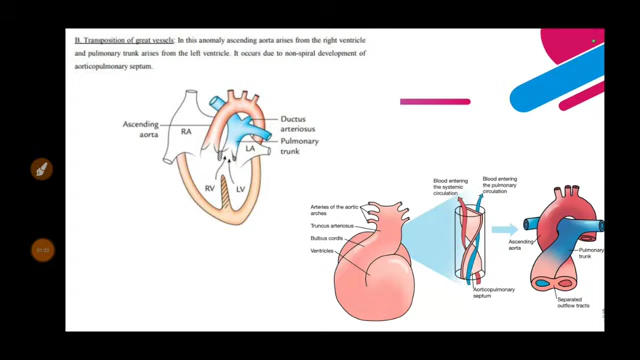 B. Transposition of great vessels: In this anomaly ascending aorta arises from the right ventricle
and pulmonary trunk arises from the left ventricle. It occurs due to non-spiral development of
aorticopulmonary septum.
Ascending
aorta
RA
Ductus
arteriosus
Pulmonary
trunk
LA
RV
LV
Arteries of the aortic
arches
Truncus arteriosus
Bulbus cordis
Ventricles
Blood entering
the systemic
circulation
Blood entering
the pulmonary
circulation
Aorticopulmonary
septum
Ascending
aorta
Pulmonary
trunk
Separated
outflow tracts